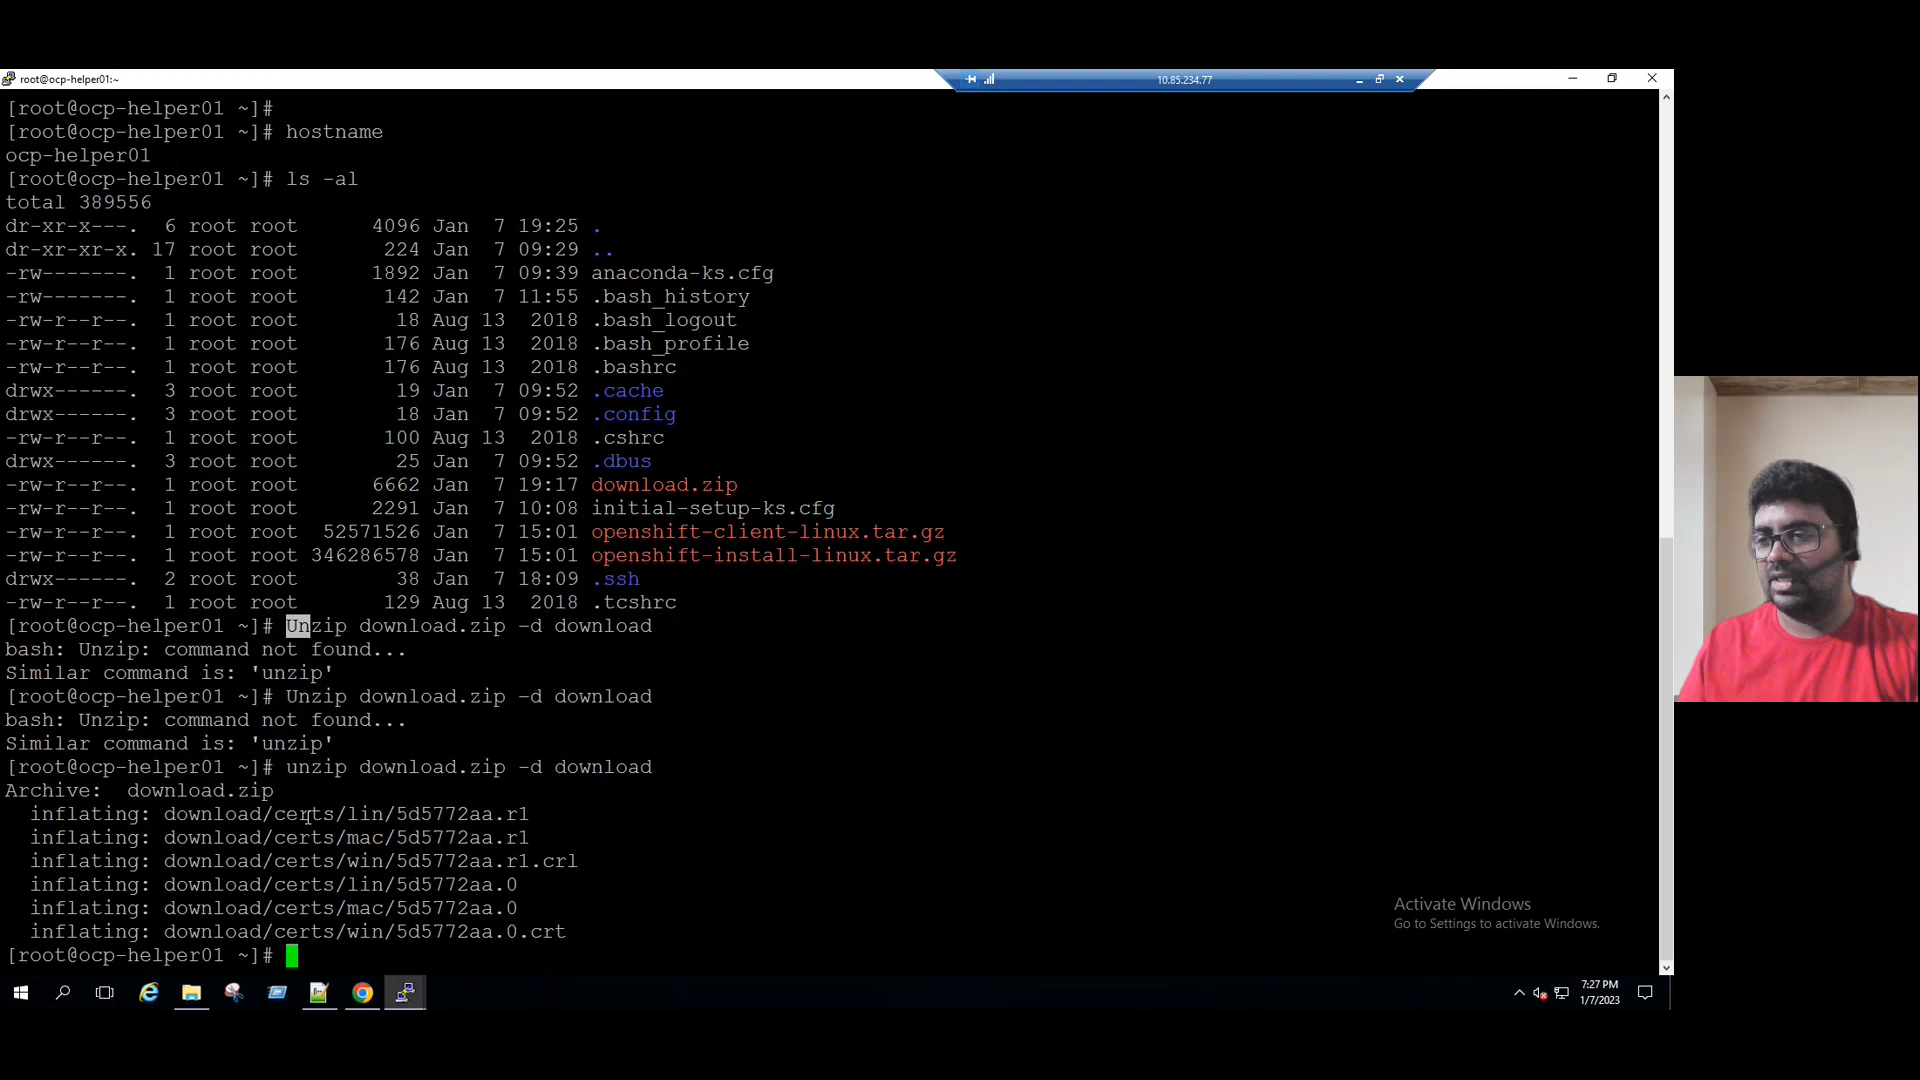 root@ocp-helper01:~
10.85.234.77
[root@ocp-helper01 ~]#
[root@ocp-helper01 ~]# hostname
ocp-helper01
[root@ocp-helper01 ~]# ls -al
total 389556
dr-xr-x---. 6 root root 4096 Jan 7 19:25 .
dr-xr-xr-x. 17 root root 224 Jan 7 09:29 ..
-rw-------. 1 root root 1892 Jan 7 09:39 anaconda-ks.cfg
-rw-------. 1 root root 142 Jan 7 11:55 .bash_history
-rw-r--r--. 1 root root 18 Aug 13 2018 .bash_logout
-rw-r--r--. 1 root root 176 Aug 13 2018 .bash_profile
-rw-r--r--. 1 root root 176 Aug 13 2018 .bashrc
drwx------. 3 root root 19 Jan 7 09:52 .cache
drwx------. 3 root root 18 Jan 7 09:52 .config
-rw-r--r--. 1 root root 100 Aug 13 2018 .cshrc
drwx------. 3 root root 25 Jan 7 09:52 .dbus
-rw-r--r--. 1 root root 6662 Jan 7 19:17 download.zip
-rw-r--r--. 1 root root 2291 Jan 7 10:08 initial-setup-ks.cfg
-rw-r--r--. 1 root root 52571526 Jan 7 15:01 openshift-client-linux.tar.gz
-rw-r--r--. 1 root root 346286578 Jan 7 15:01 openshift-install-linux.tar.gz
drwx------. 2 root root 38 Jan 7 18:09 .ssh
-rw-r--r--. 1 root root 129 Aug 13 2018 .tcshrc
[root@ocp-helper01 ~]# Unzip download.zip -d download
bash: Unzip: command not found...
Similar command is: 'unzip'
[root@ocp-helper01 ~]# Unzip download.zip -d download
bash: Unzip: command not found...
Similar command is: 'unzip'
[root@ocp-helper01 ~]# unzip download.zip -d download
Archive: download.zip
inflating: download/certs/lin/5d5772aa.r1
inflating: download/certs/mac/5d5772aa.r1
inflating: download/certs/win/5d5772aa.r1.crl
inflating: download/certs/lin/5d5772aa.0
inflating: download/certs/mac/5d5772aa.0
inflating: download/certs/win/5d5772aa.0.crt
[root@ocp-helper01 ~]#
Activate Windows
Go to Settings to activate Windows.
7:27 PM
1/7/2023